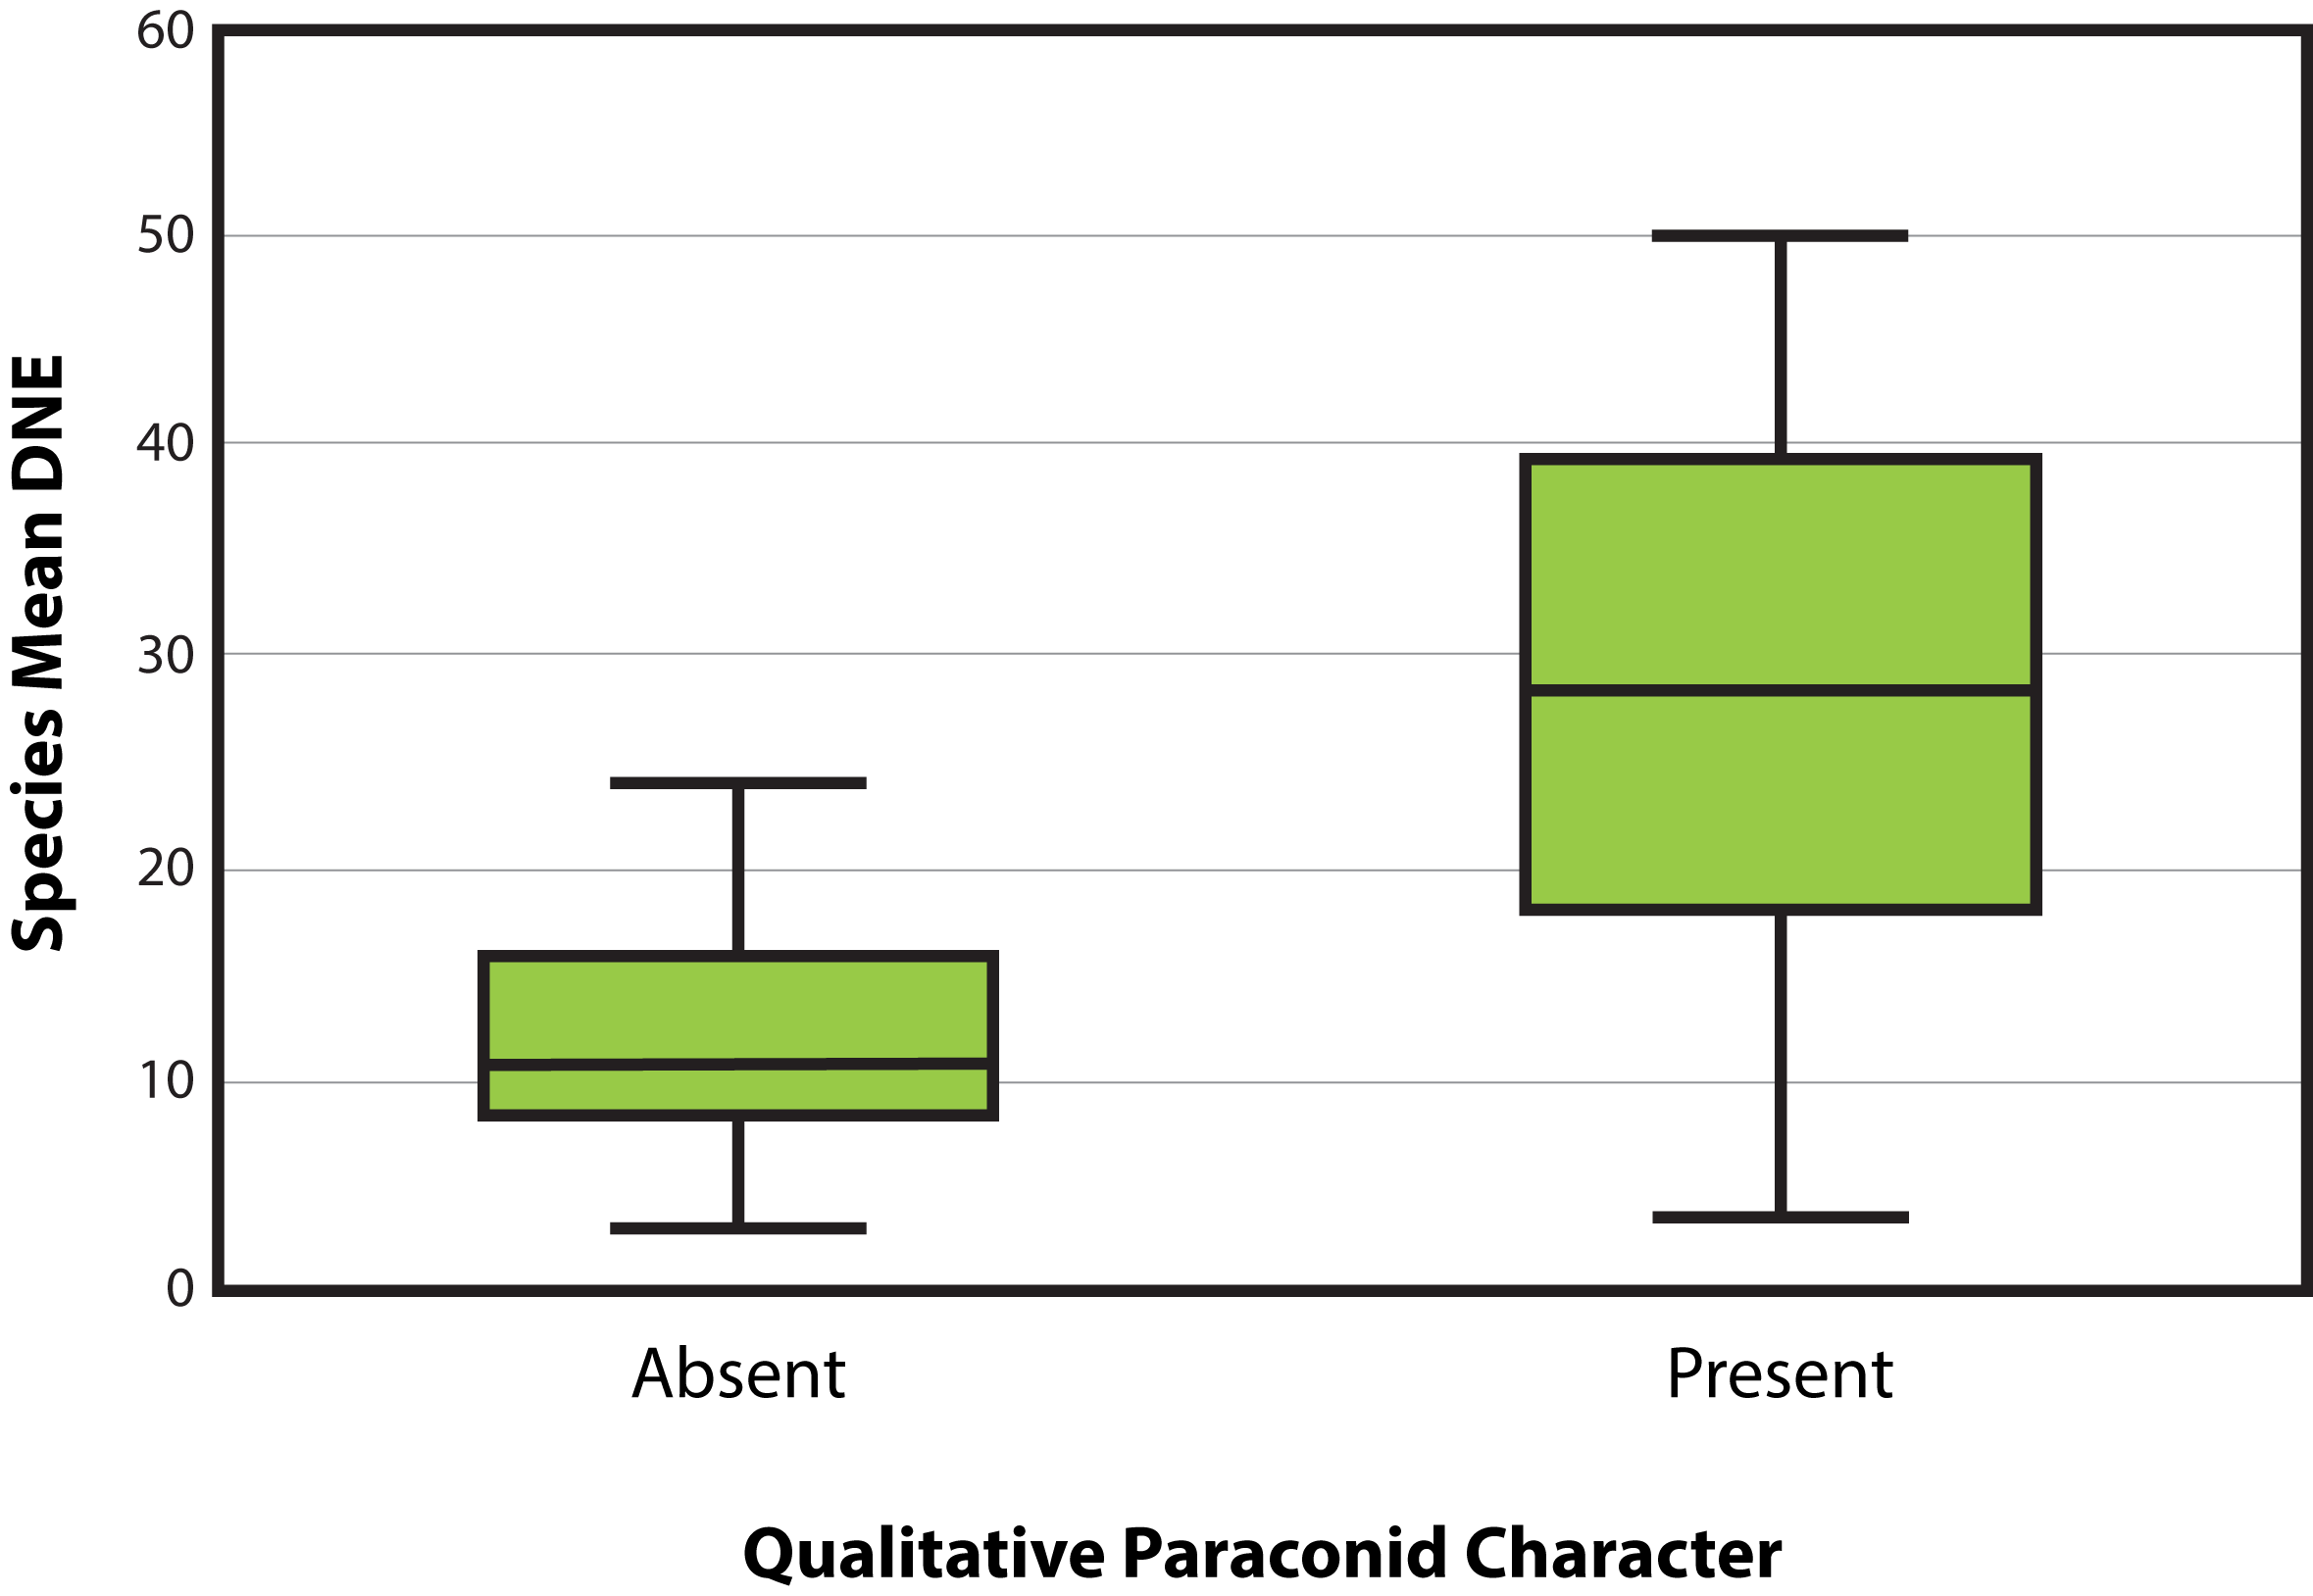 60
50
40
30
20
10
0
Species Mean DNE
Absent
Present
Qualitative Paraconid Character